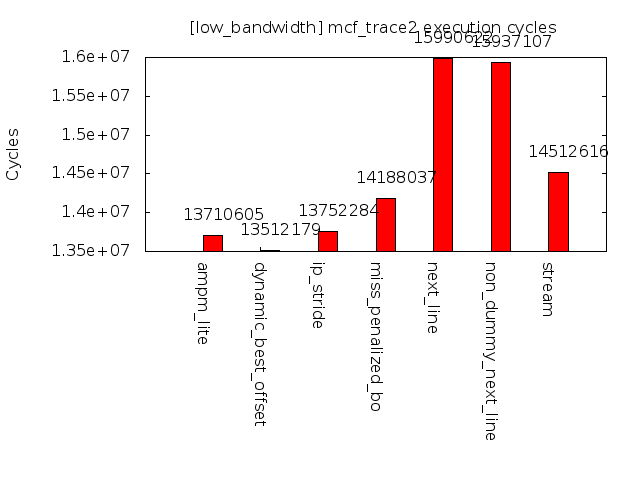 [low_bandwidth] mcf_trace2 execution cycles
Cycles
1.6e+07
1.55e+07
1.5e+07
1.45e+07
1.4e+07
1.35e+07
13710605
13512179
13752284
14188037
15937107
14512616
ampm_lite
dynamic_best_offset
ip_stride
miss_penalized_bo
next_line
non_dummy_next_line
stream